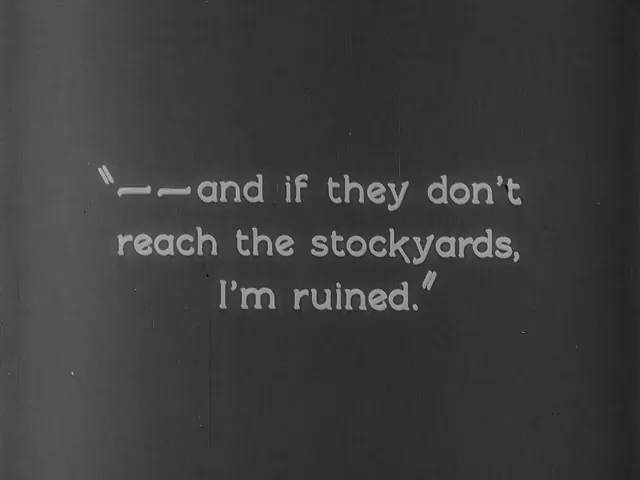 "— —and if they don't
reach the stockyards,
I'm ruined."